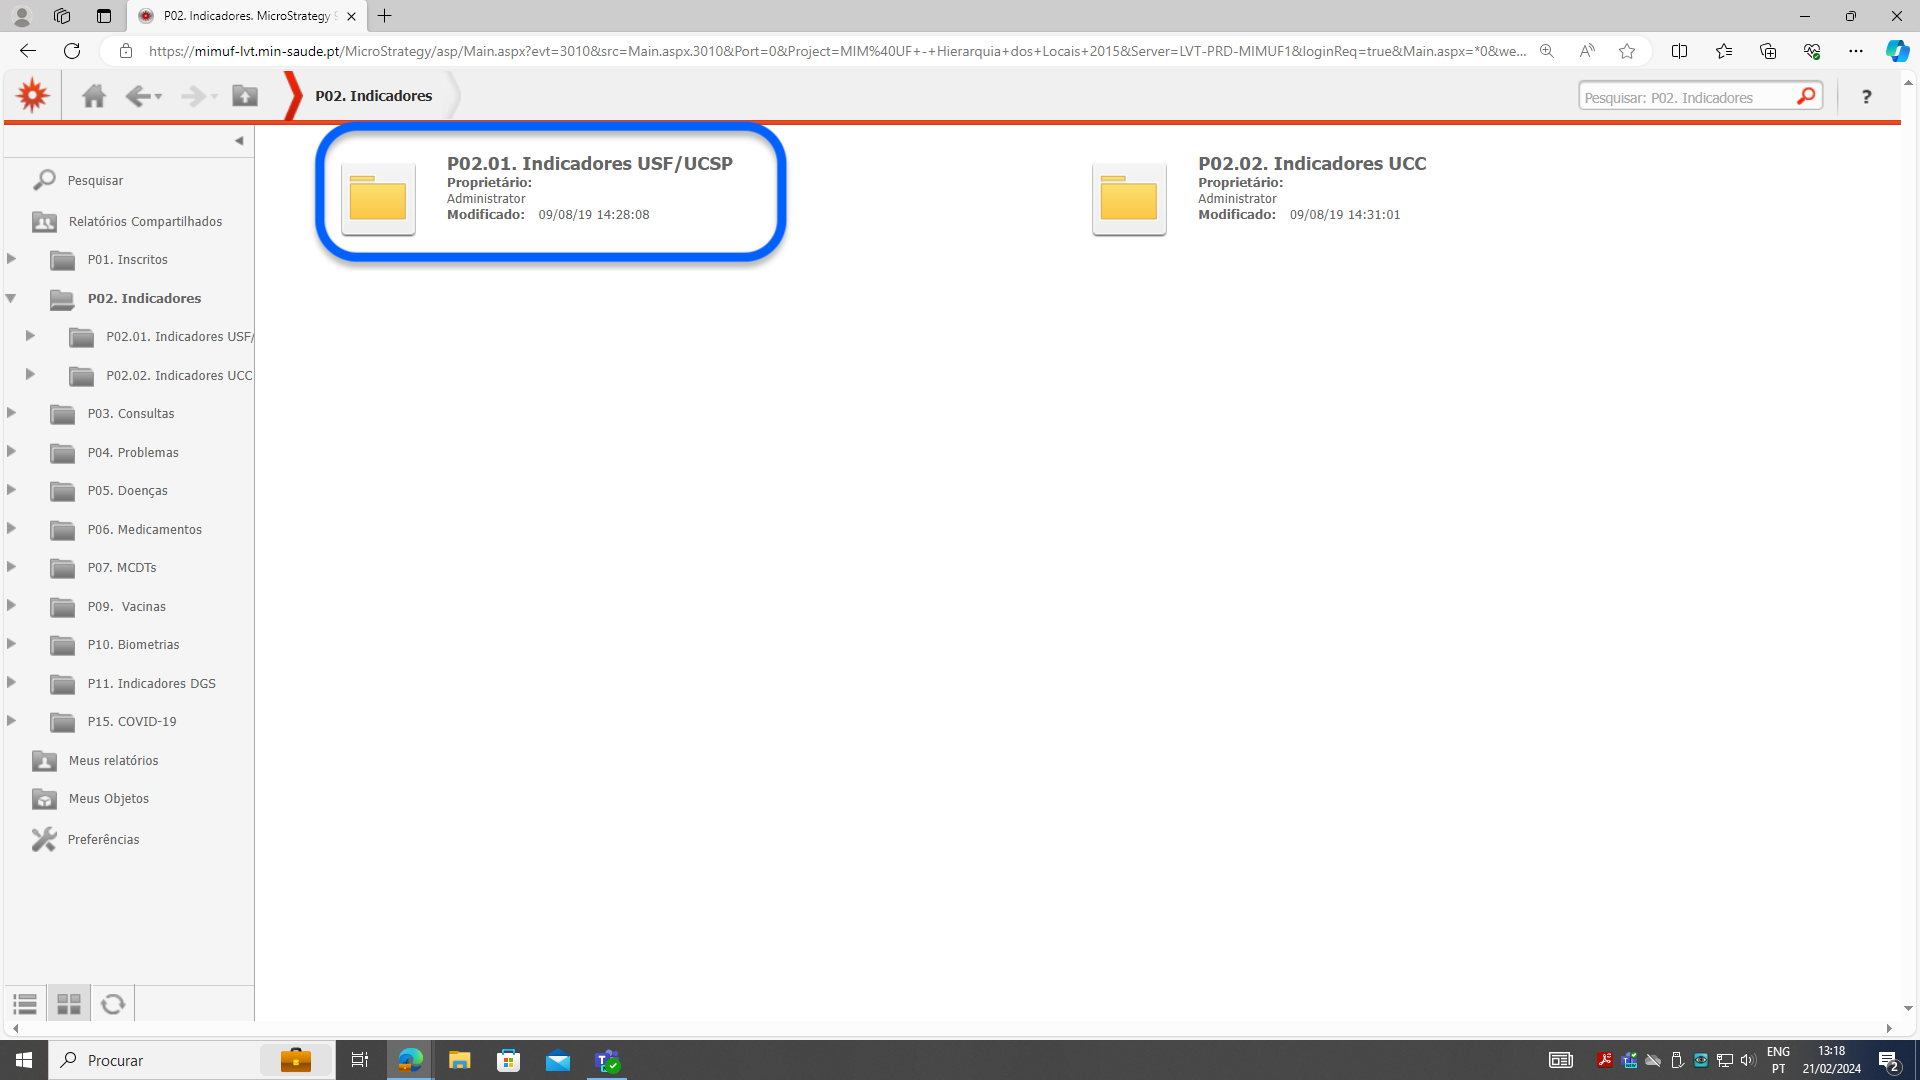 P02. Indicadores. MicroStrategy
https://mimuf-lvt.min-saude.pt/MicroStrategy/asp/Main.aspx?evt=3010&src=Main.aspx.3010&Port=0&Project=MIM%40UF+-+Hierarquia+dos+Locais+2015&Server=LVT-PRD-MIMUF1&loginReq=true&Main.aspx=*0&we...
P02. Indicadores
Pesquisar: P02. Indicadores
?
Pesquisar
Relatórios Compartilhados
P01. Inscritos
P02. Indicadores
P02.01. Indicadores USF/
P02.02. Indicadores UCC
P03. Consultas
P04. Problemas
P05. Doenças
P06. Medicamentos
P07. MCDTs
P09. Vacinas
P10. Biometrias
P11. Indicadores DGS
P15. COVID-19
Meus relatórios
Meus Objetos
Preferências
P02.01. Indicadores USF/UCSP
Proprietário:
Administrator
Modificado: 09/08/19 14:28:08
P02.02. Indicadores UCC
Proprietário:
Administrator
Modificado: 09/08/19 14:31:01
Procurar
ENG
PT
13:18
21/02/2024
2